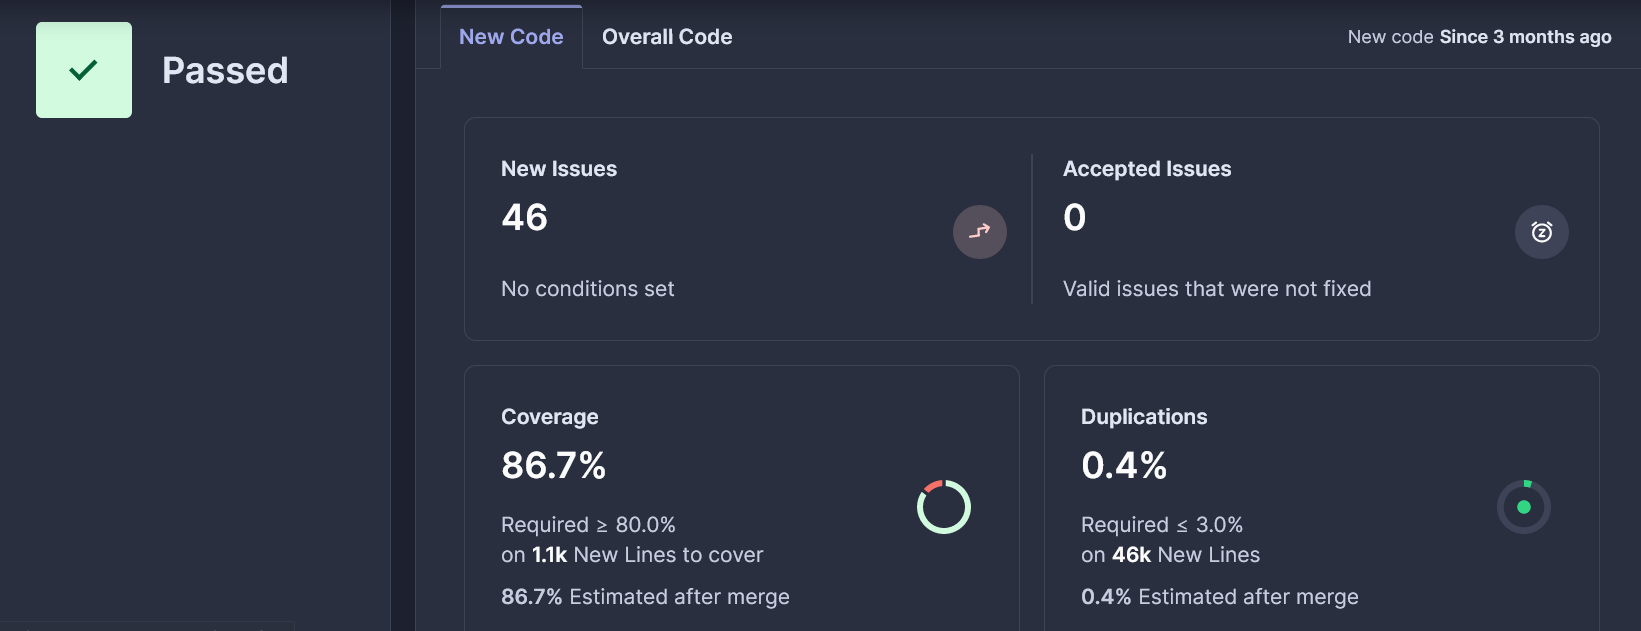 Passed
New Code
Overall Code
New code Since 3 months ago
New Issues
46
No conditions set
Accepted Issues
0
Valid issues that were not fixed
Coverage
86.7%
Required ≥ 80.0%
on 1.1k New Lines to cover
86.7% Estimated after merge
Duplications
0.4%
Required ≤ 3.0%
on 46k New Lines
0.4% Estimated after merge